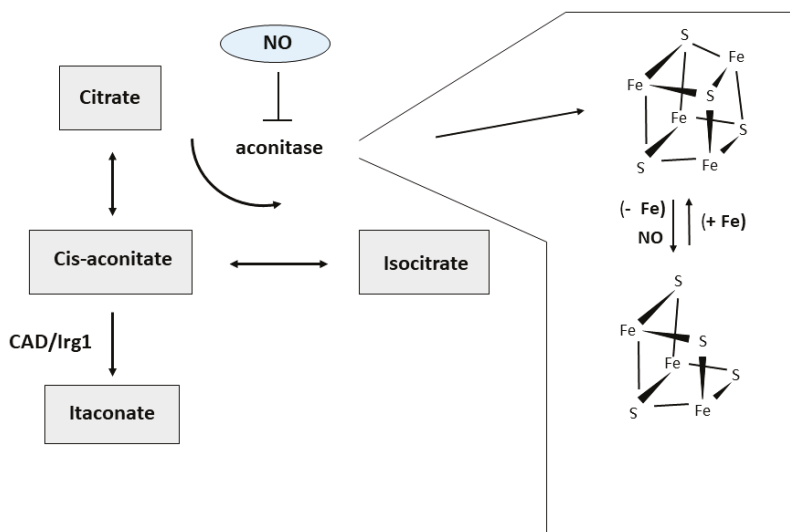 NO
Citrate
aconitase
Cis-aconitate
Isocitrate
CAD/Irg1
Itaconate
S
Fe
Fe
S
Fe
S
S
Fe
(- Fe)
NO
(+ Fe)
S
Fe
S
Fe
S
S
Fe